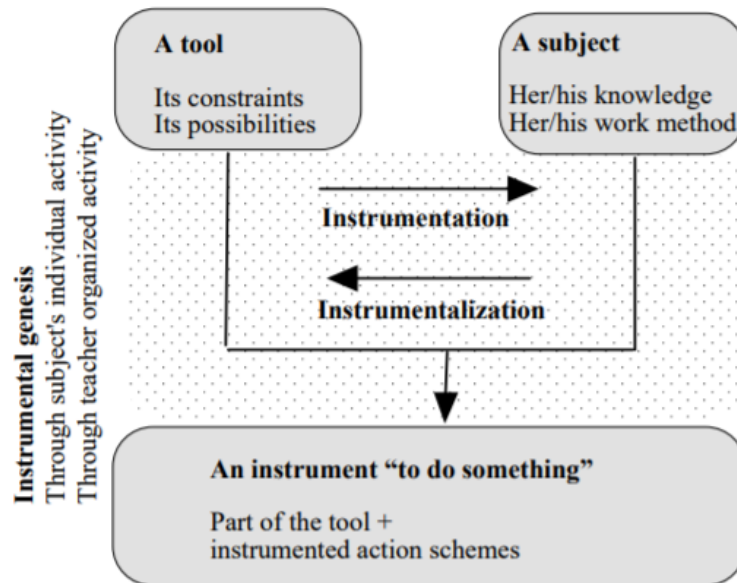 A tool
Its constraints
Its possibilities
A subject
Her/his knowledge
Her/his work method
Instrumentation
Instrumentalization
Instrumental genesis
Through subject's individual activity
Through teacher organized activity
An instrument “to do something”
Part of the tool +
instrumented action schemes